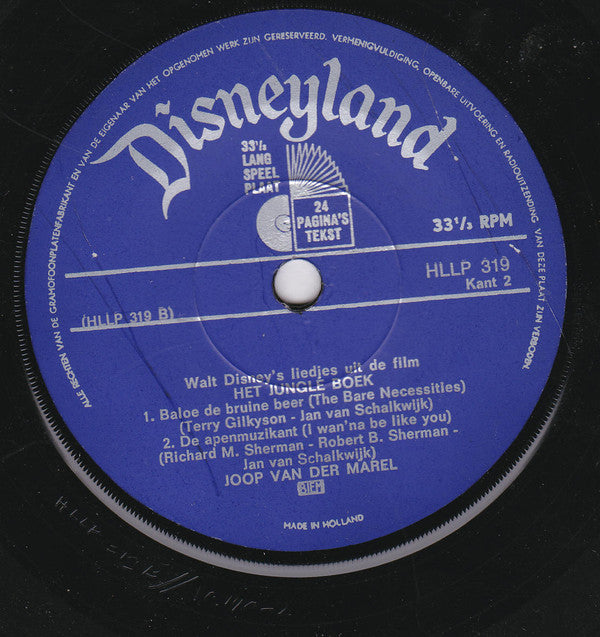 ALLE RECHTEN VAN DE GRAMOFOONPLATENFABRIKANT EN VAN DE EIGENAAR VAN HET OPGENOMEN WERK ZIJN GERESERVEERD. VERMENIGVULDIGING, OPENBARE UITVOERING EN RADIOUITZENDING VAN DEZE PLAAT ZIJN VERBODEN.
Disneyland
33⅓
LANG
SPEEL
PLAAT
24
PAGINA'S
TEKST
33⅓ RPM
HLLP 319
Kant 2
(HLLP 319 B)
Walt Disney's liedjes uit de film
HET JUNGLE BOEK
1. Baloe de bruine beer (The Bare Necessities)
(Terry Gilkyson - Jan van Schalkwijk)
2. De apenmuzikant (I wan'na be like you)
(Richard M. Sherman - Robert B. Sherman -
Jan van Schalkwijk)
JOOP VAN DER MAREL
BIEM
MADE IN HOLLAND